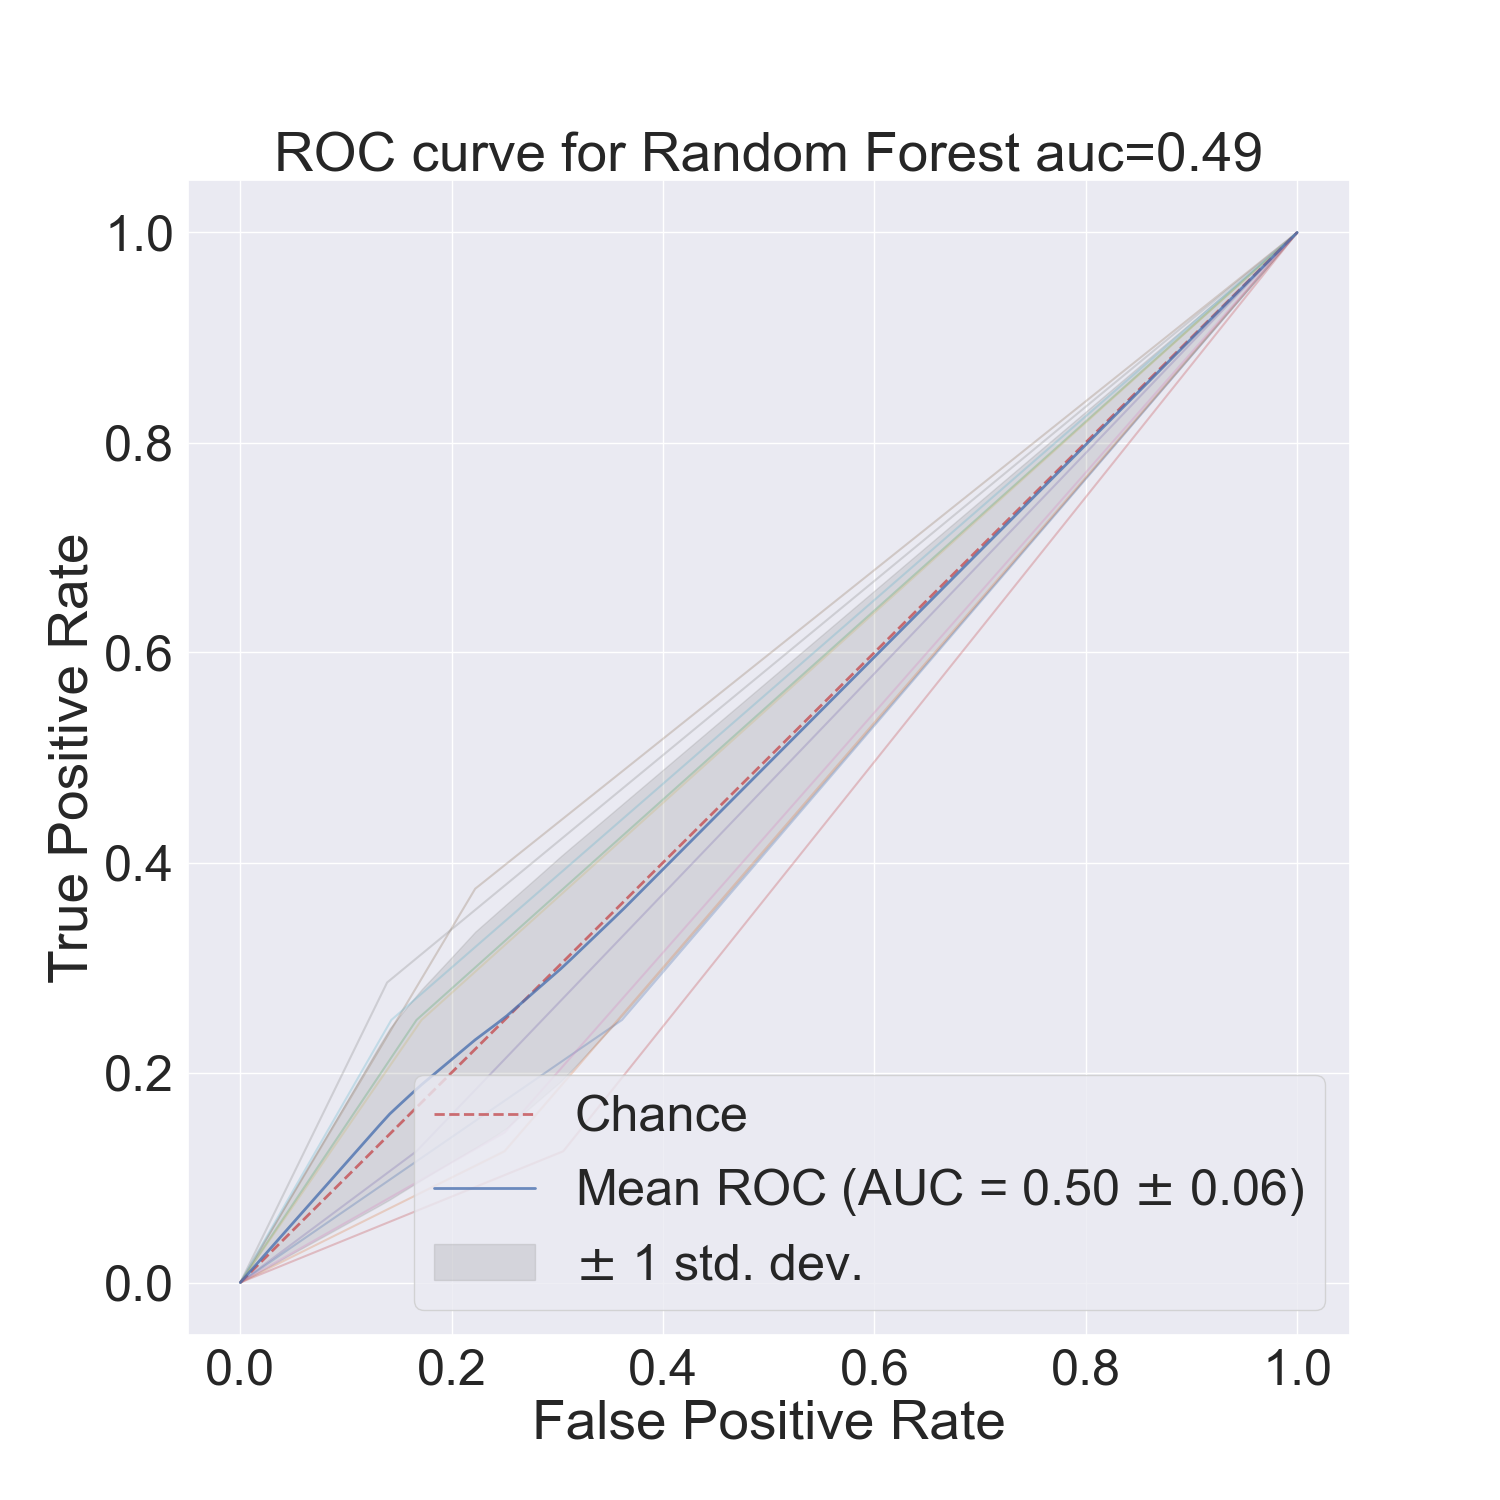 ROC curve for Random Forest auc=0.49
1.0
0.8
0.6
0.4
0.2
0.0
True Positive Rate
Chance
Mean ROC (AUC = 0.50 ± 0.06)
± 1 std. dev.
0.0 0.2 0.4 0.6 0.8 1.0
False Positive Rate